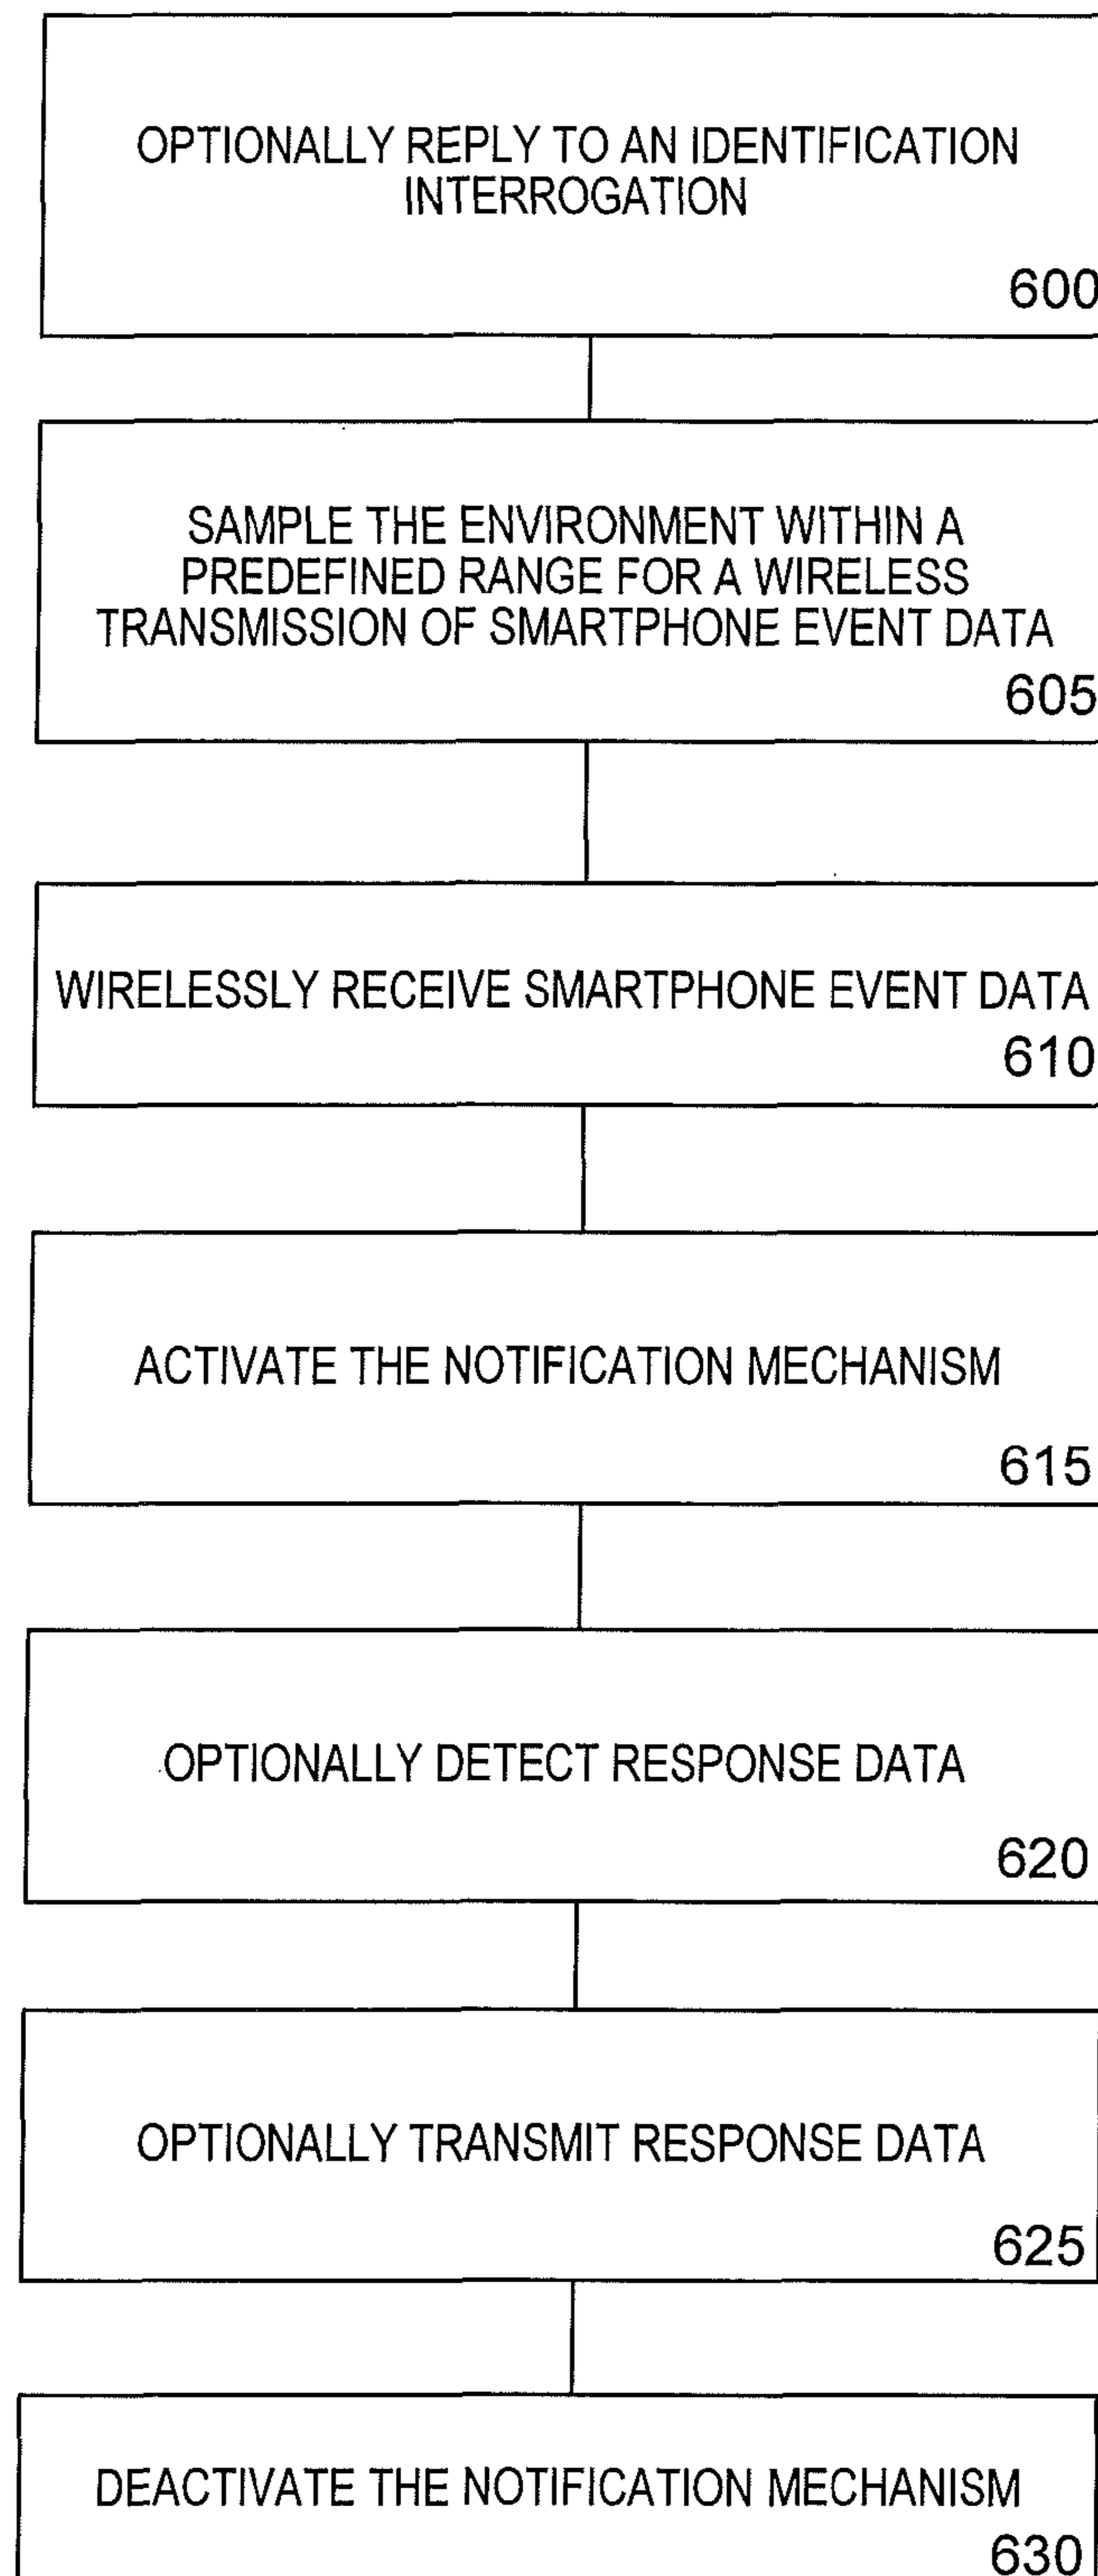 OPTIONALLY REPLY TO AN IDENTIFICATION
INTERROGATION
600
SAMPLE THE ENVIRONMENT WITHIN A
PREDEFINED RANGE FOR A WIRELESS
TRANSMISSION OF SMARTPHONE EVENT DATA
605
WIRELESSLY RECEIVE SMARTPHONE EVENT DATA
610
ACTIVATE THE NOTIFICATION MECHANISM
615
OPTIONALLY DETECT RESPONSE DATA
620
OPTIONALLY TRANSMIT RESPONSE DATA
625
DEACTIVATE THE NOTIFICATION MECHANISM
630